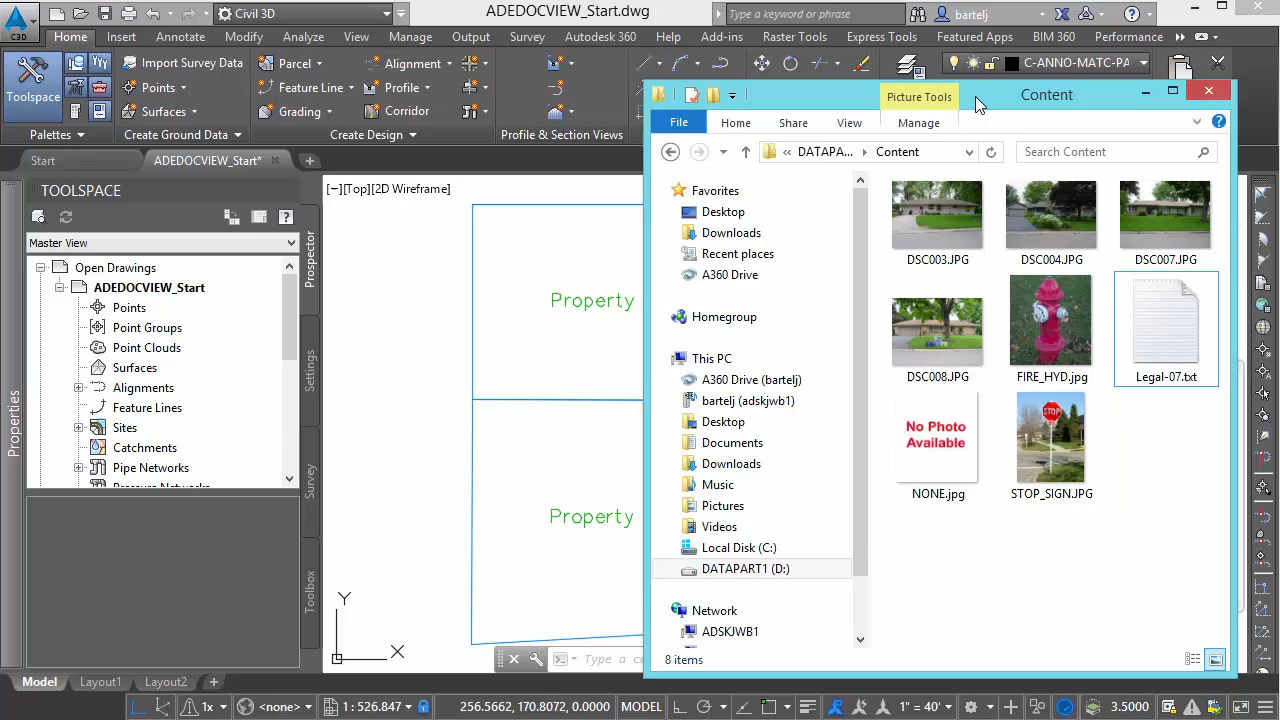 ADEDOCVIEW_Start.dwg
Civil 3D
Type a keyword or phrase
bartelj
C3D
Home Insert Annotate Modify Analyze View Manage Output Survey Autodesk 360 Help Add-ins Raster Tools Express Tools Featured Apps BIM 360 Performance
Toolspace
Import Survey Data
Points
Surfaces
Parcel
Feature Line
Grading
Alignment
Profile
Corridor
C-ANNO-MATC-PA
Palettes
Create Ground Data
Create Design
Profile & Section Views
Start
ADEDOCVIEW_Start*
TOOLSPACE
Master View
Open Drawings
ADEDOCVIEW_Start
Points
Point Groups
Point Clouds
Surfaces
Alignments
Feature Lines
Sites
Catchments
Pipe Networks
Pressure Networks
Properties
Prospector
Settings
Survey
Toolbox
[−][Top][2D Wireframe]
Property
Property
Y
X
Type a co
Picture Tools
Content
File
Home
Share
View
Manage
« DATAPA... Content
Search Content
Favorites
Desktop
Downloads
Recent places
A360 Drive
Homegroup
This PC
A360 Drive (bartelj)
bartelj (adskjwb1)
Desktop
Documents
Downloads
Music
Pictures
Videos
Local Disk (C:)
DATAPART1 (D:)
Network
ADSKJWB1
DSC003.JPG
DSC004.JPG
DSC007.JPG
DSC008.JPG
FIRE_HYD.jpg
Legal-07.txt
No Photo
Available
NONE.jpg
STOP
STOP_SIGN.JPG
8 items
Model
Layout1
Layout2
1x
<none>
1 : 526.847
256.5662, 170.8072, 0.0000
MODEL
1" = 40'
3.5000